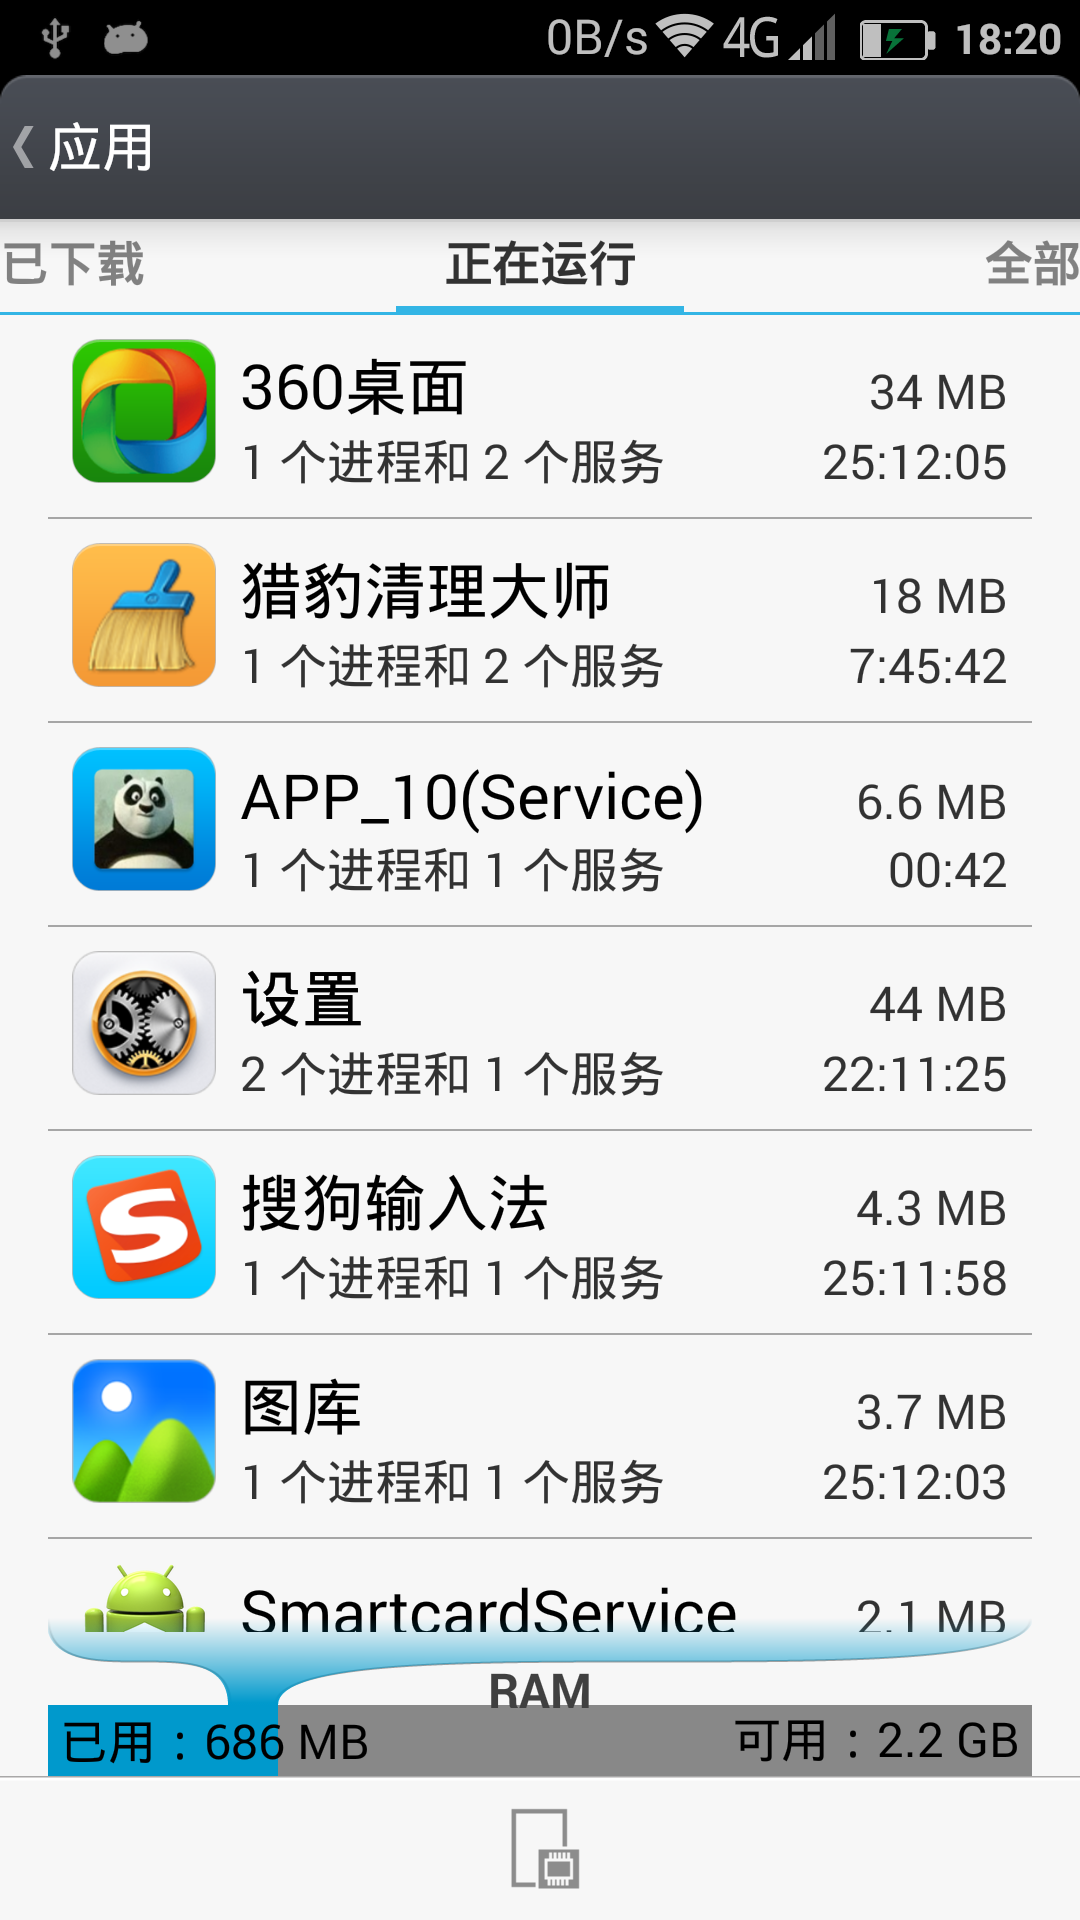 0B/s 4G 18:20
应用
已下载 正在运行 全部
360桌面 34 MB
1 个进程和 2 个服务 25:12:05
猎豹清理大师 18 MB
1 个进程和 2 个服务 7:45:42
APP_10(Service) 6.6 MB
1 个进程和 1 个服务 00:42
设置 44 MB
2 个进程和 1 个服务 22:11:25
搜狗输入法 4.3 MB
1 个进程和 1 个服务 25:11:58
图库 3.7 MB
1 个进程和 1 个服务 25:12:03
SmartcardService 2.1 MB
RAM
已用：686 MB 可用：2.2 GB